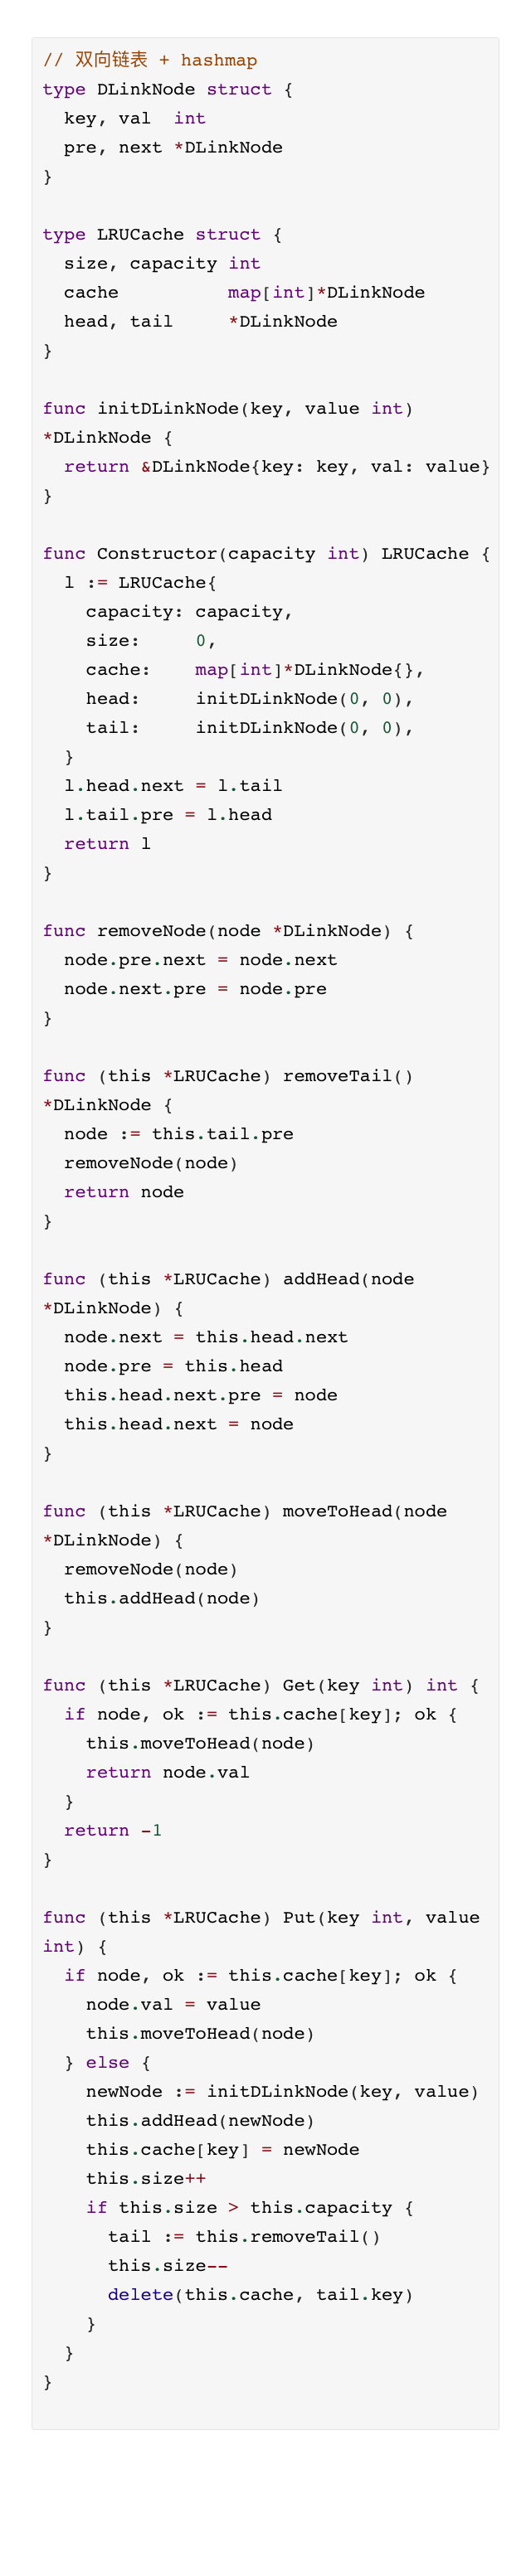 // 双向链表 + hashmap
type DLinkNode struct {
  key, val  int
  pre, next *DLinkNode
}

type LRUCache struct {
  size, capacity int
  cache          map[int]*DLinkNode
  head, tail     *DLinkNode
}

func initDLinkNode(key, value int)
*DLinkNode {
  return &DLinkNode{key: key, val: value}
}

func Constructor(capacity int) LRUCache {
  l := LRUCache{
    capacity: capacity,
    size:     0,
    cache:    map[int]*DLinkNode{},
    head:     initDLinkNode(0, 0),
    tail:     initDLinkNode(0, 0),
  }
  l.head.next = l.tail
  l.tail.pre = l.head
  return l
}

func removeNode(node *DLinkNode) {
  node.pre.next = node.next
  node.next.pre = node.pre
}

func (this *LRUCache) removeTail()
*DLinkNode {
  node := this.tail.pre
  removeNode(node)
  return node
}

func (this *LRUCache) addHead(node
*DLinkNode) {
  node.next = this.head.next
  node.pre = this.head
  this.head.next.pre = node
  this.head.next = node
}

func (this *LRUCache) moveToHead(node
*DLinkNode) {
  removeNode(node)
  this.addHead(node)
}

func (this *LRUCache) Get(key int) int {
  if node, ok := this.cache[key]; ok {
    this.moveToHead(node)
    return node.val
  }
  return -1
}

func (this *LRUCache) Put(key int, value
int) {
  if node, ok := this.cache[key]; ok {
    node.val = value
    this.moveToHead(node)
  } else {
    newNode := initDLinkNode(key, value)
    this.addHead(newNode)
    this.cache[key] = newNode
    this.size++
    if this.size > this.capacity {
      tail := this.removeTail()
      this.size--
      delete(this.cache, tail.key)
    }
  }
}